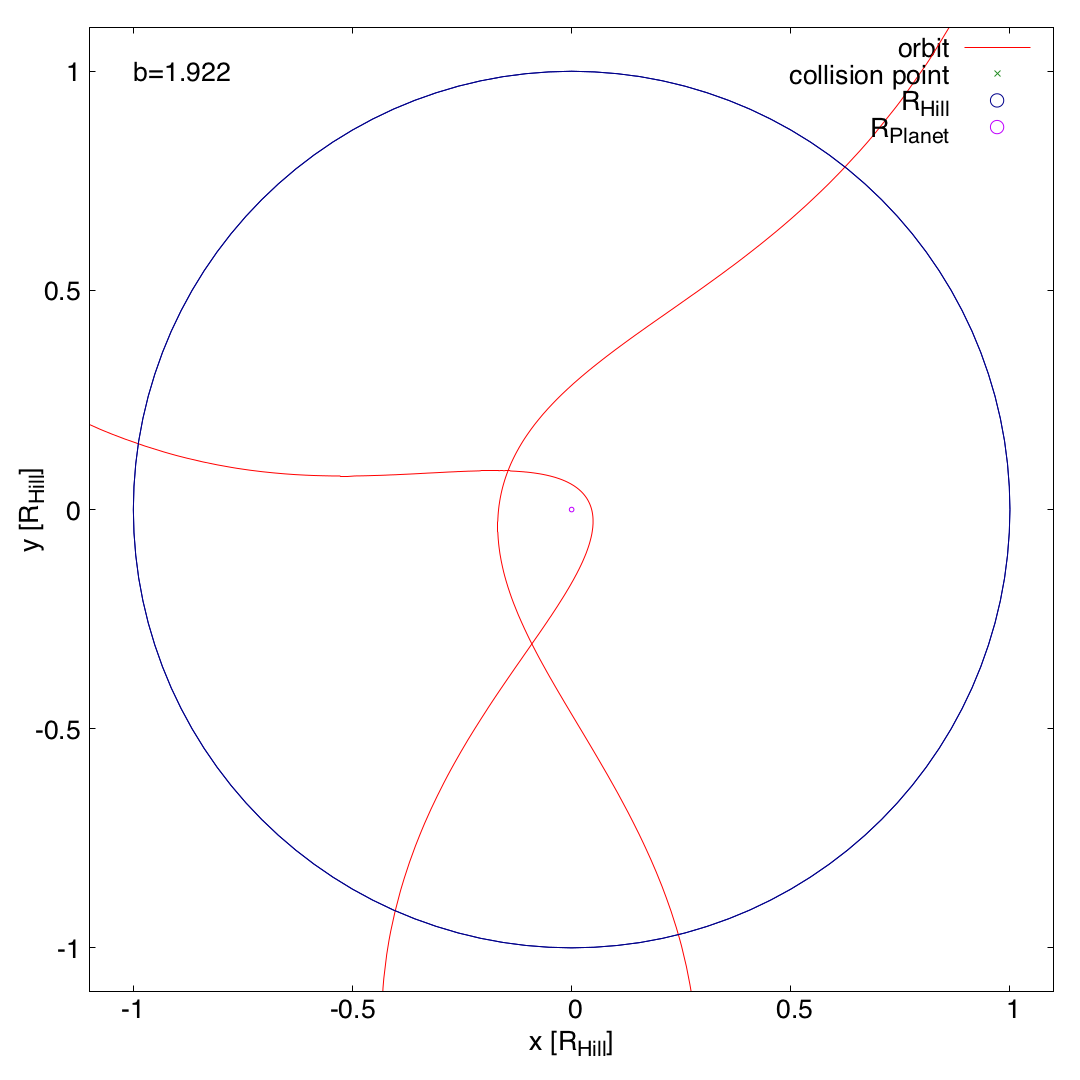 b=1.922
orbit
collision point
R_Hill
R_Planet
1
0.5
0
-0.5
-1
y [R_Hill]
-1 -0.5 0 0.5 1
x [R_Hill]